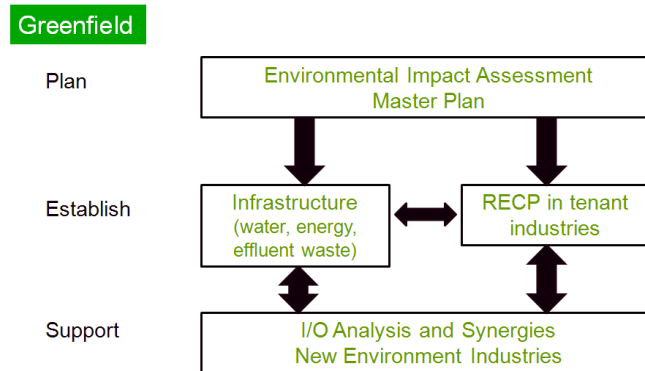 Greenfield
Plan
Environmental Impact Assessment
Master Plan
Establish
Infrastructure
(water, energy,
effluent waste)
RECP in tenant
industries
Support
I/O Analysis and Synergies
New Environment Industries